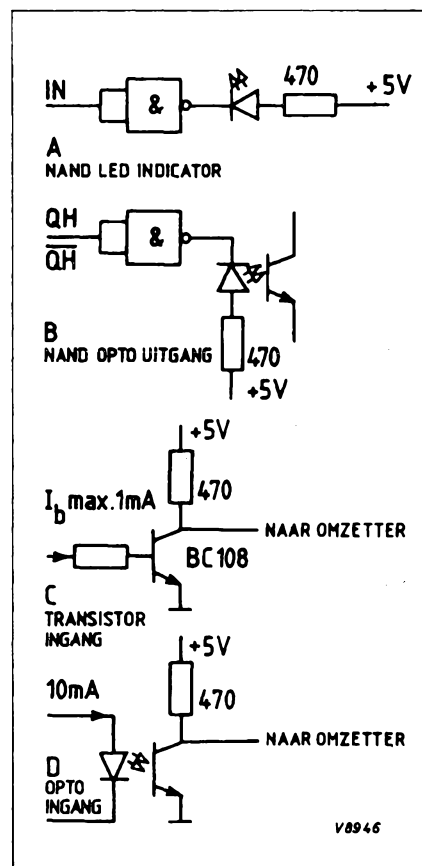 IN
&
470
+5V
A
NAND LED INDICATOR
QH
Q̅H̅
&
B
NAND OPTO UITGANG
470
+5V
+5V
470
I_b max.1mA
NAAR OMZETTER
BC108
C
TRANSISTOR
INGANG
+5V
470
10mA
NAAR OMZETTER
D
OPTO
INGANG
V8946